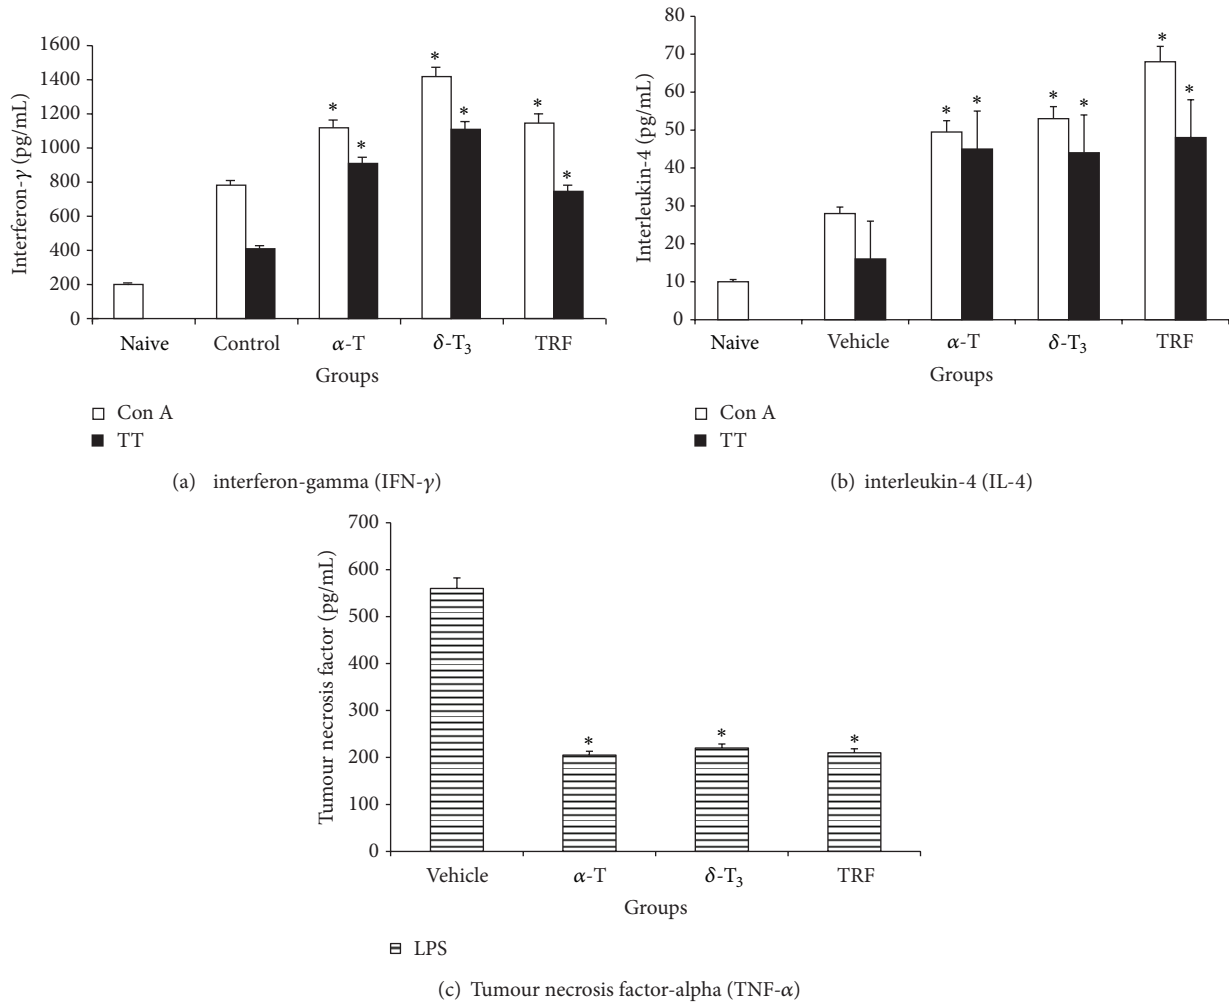 1600
1400
1200
1000
800
600
400
200
0
Interferon-γ (pg/mL)
* * * * * *
Naive Control α-T δ-T₃ TRF
Groups
Con A
TT
(a) interferon-gamma (IFN-γ)
80
70
60
50
40
30
20
10
0
Interleukin-4 (pg/mL)
* * * * * *
Naive Vehicle α-T δ-T₃ TRF
Groups
Con A
TT
(b) interleukin-4 (IL-4)
700
600
500
400
300
200
100
0
Tumour necrosis factor (pg/mL)
* * *
Vehicle α-T δ-T₃ TRF
Groups
LPS
(c) Tumour necrosis factor-alpha (TNF-α)